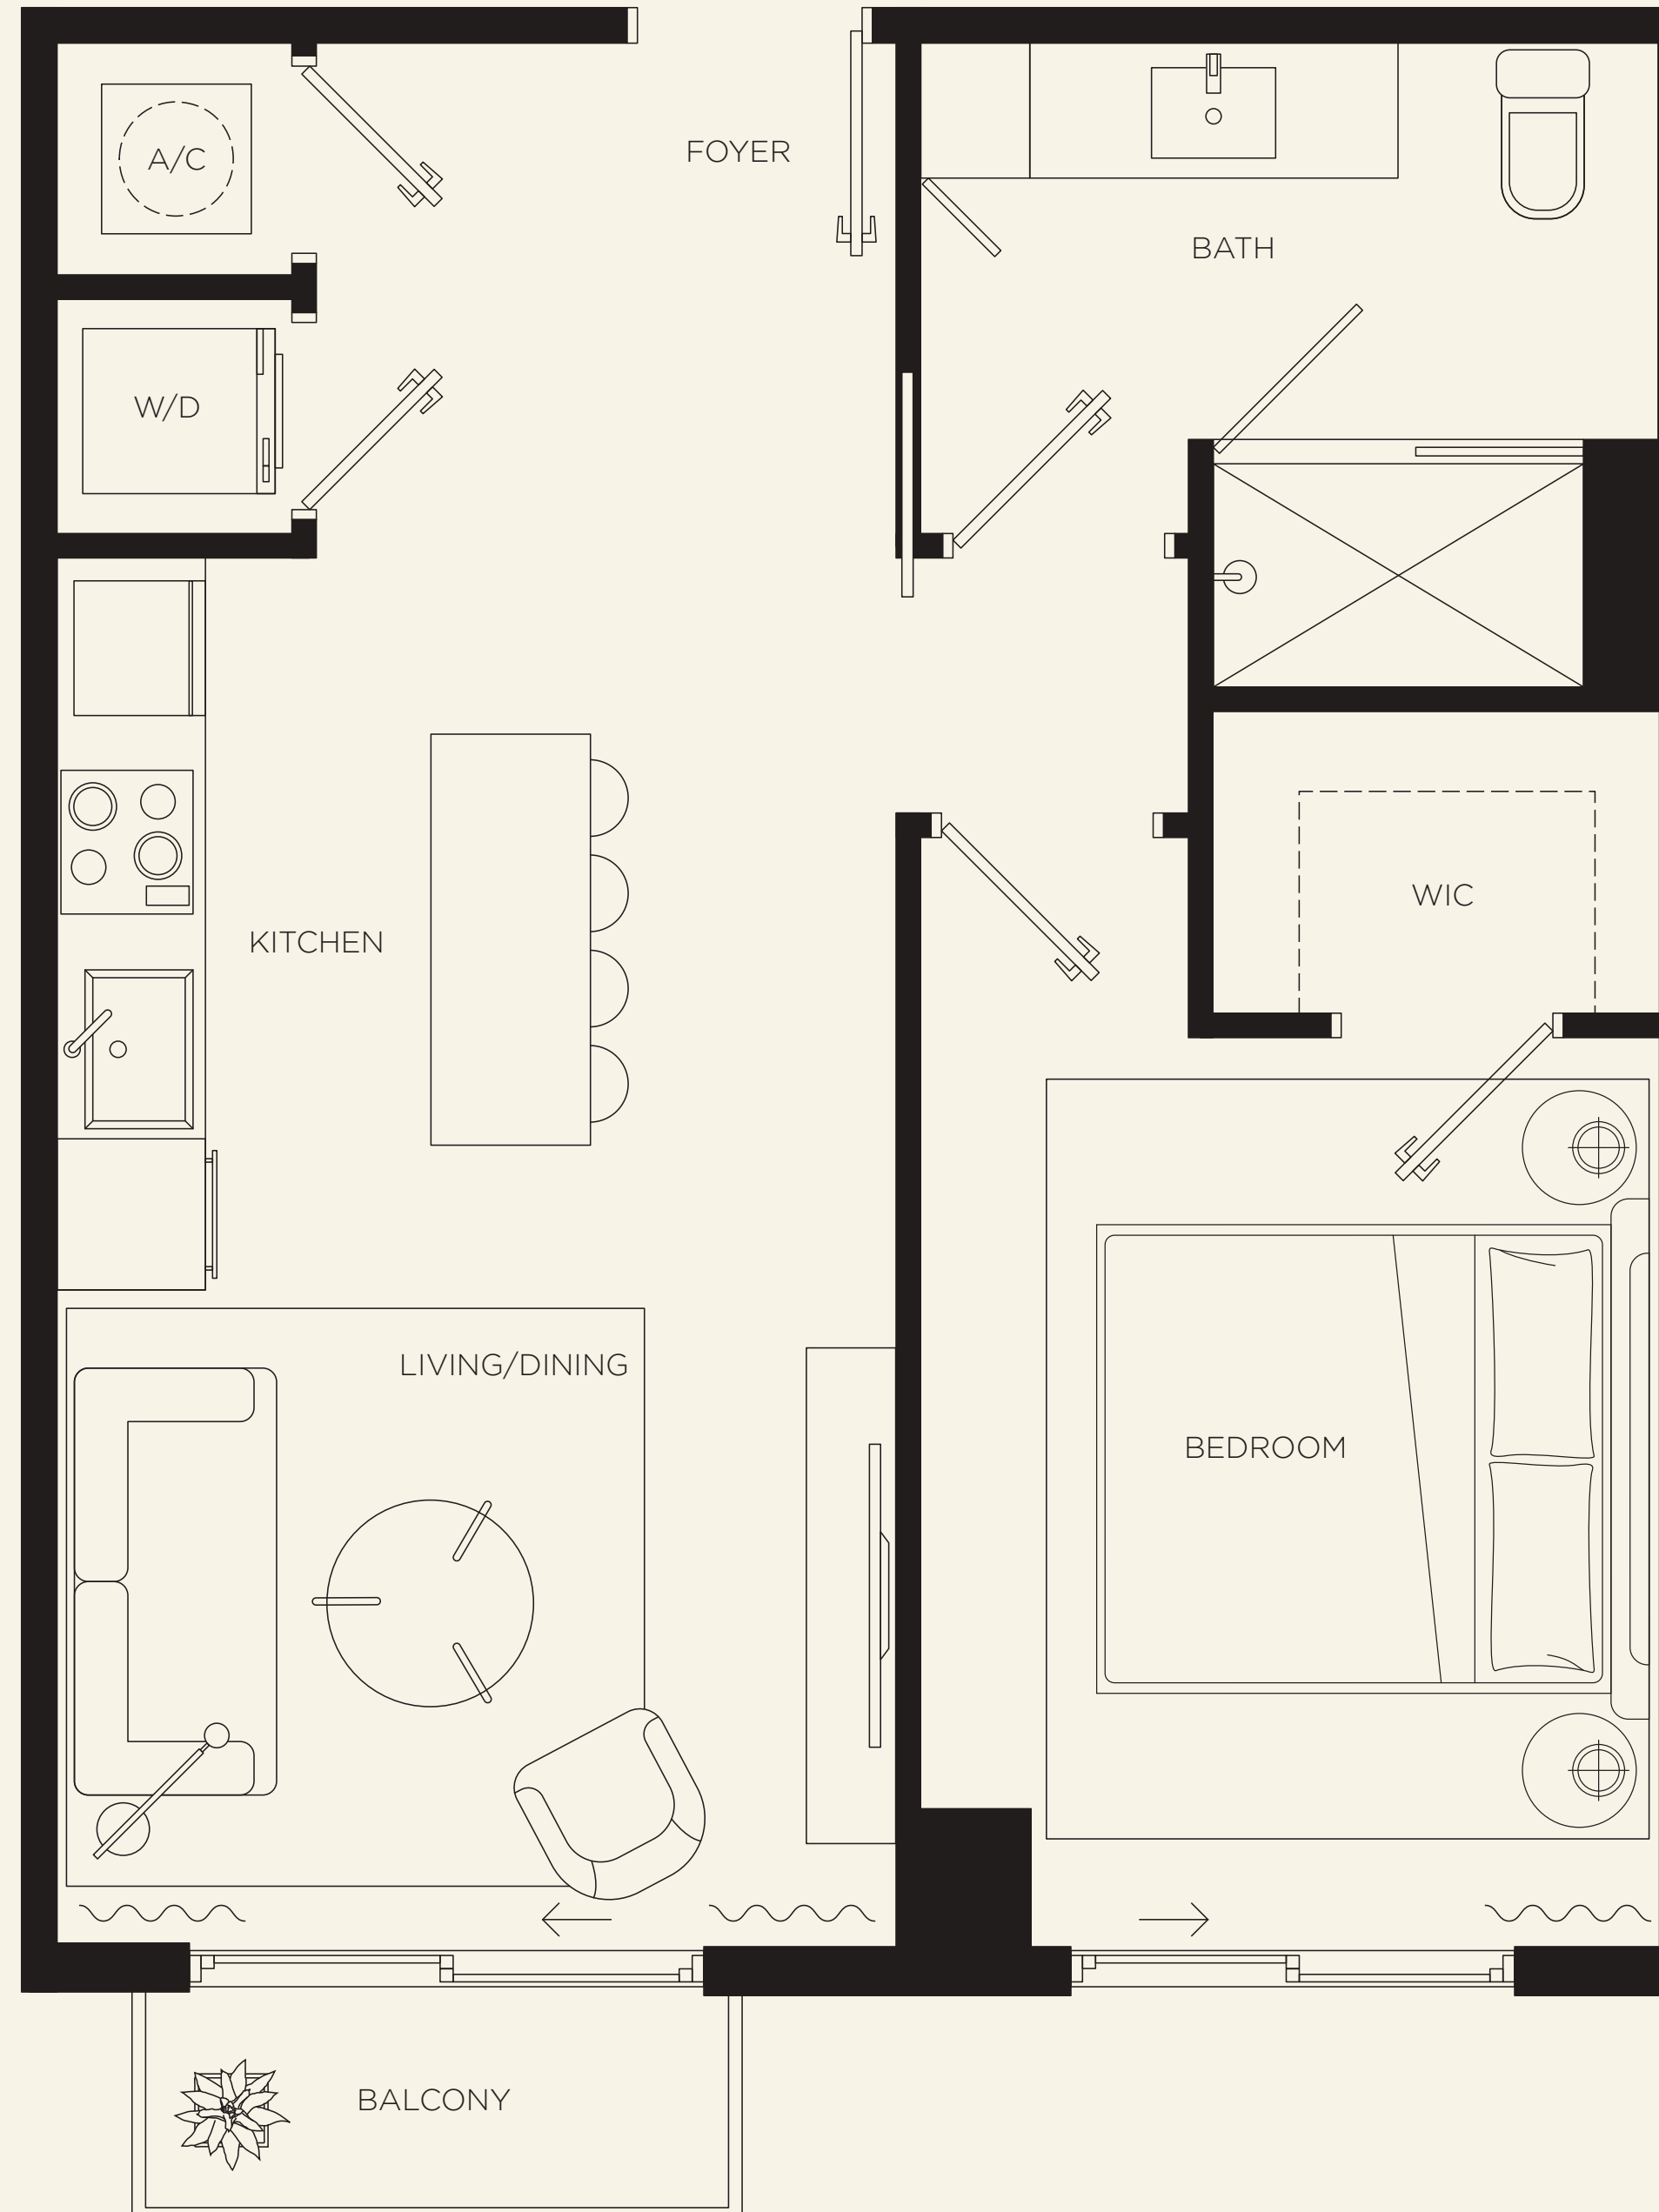 FOYER
A/C
BATH
W/D
WIC
KITCHEN
LIVING/DINING
BEDROOM
BALCONY